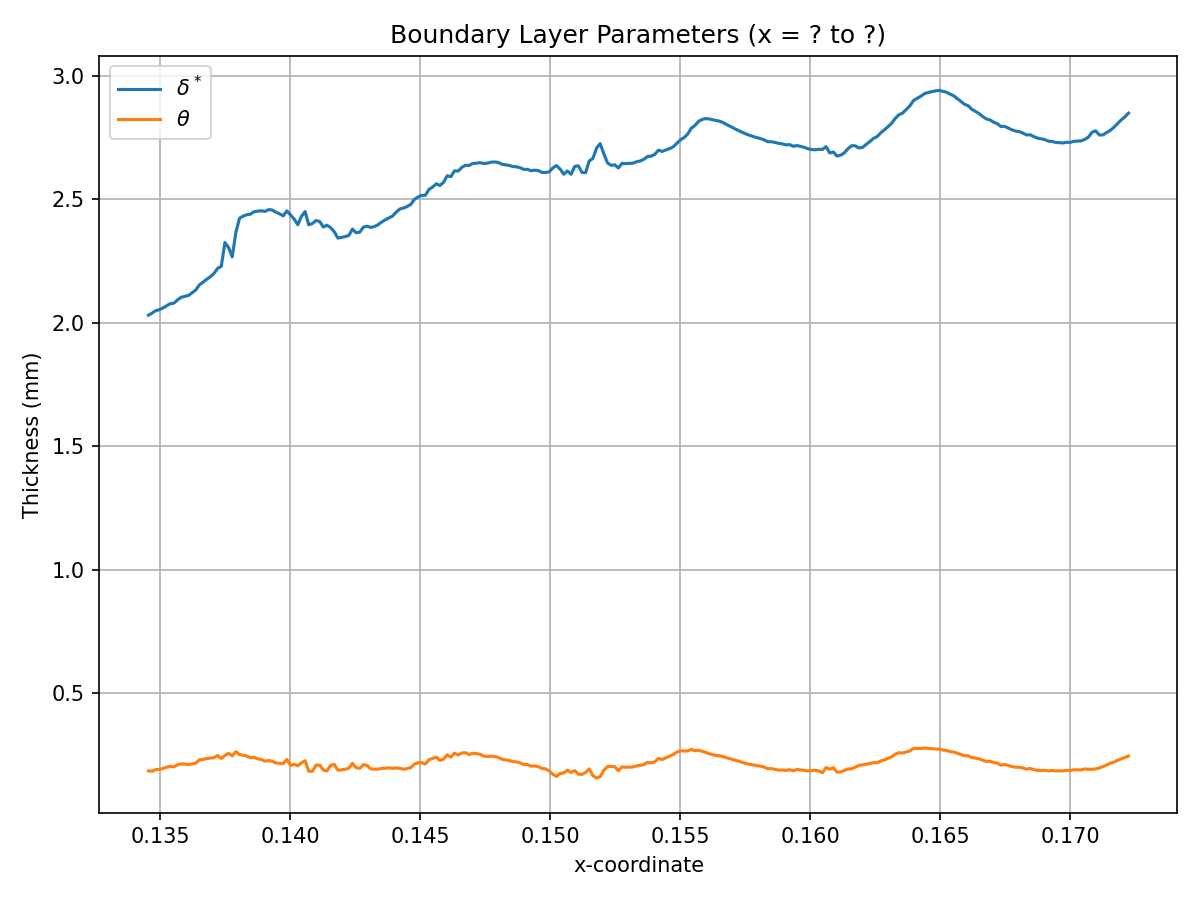 Boundary Layer Parameters (x = ? to ?)
δ*
θ
3.0
2.5
2.0
1.5
1.0
0.5
Thickness (mm)
0.135 0.140 0.145 0.150 0.155 0.160 0.165 0.170
x-coordinate